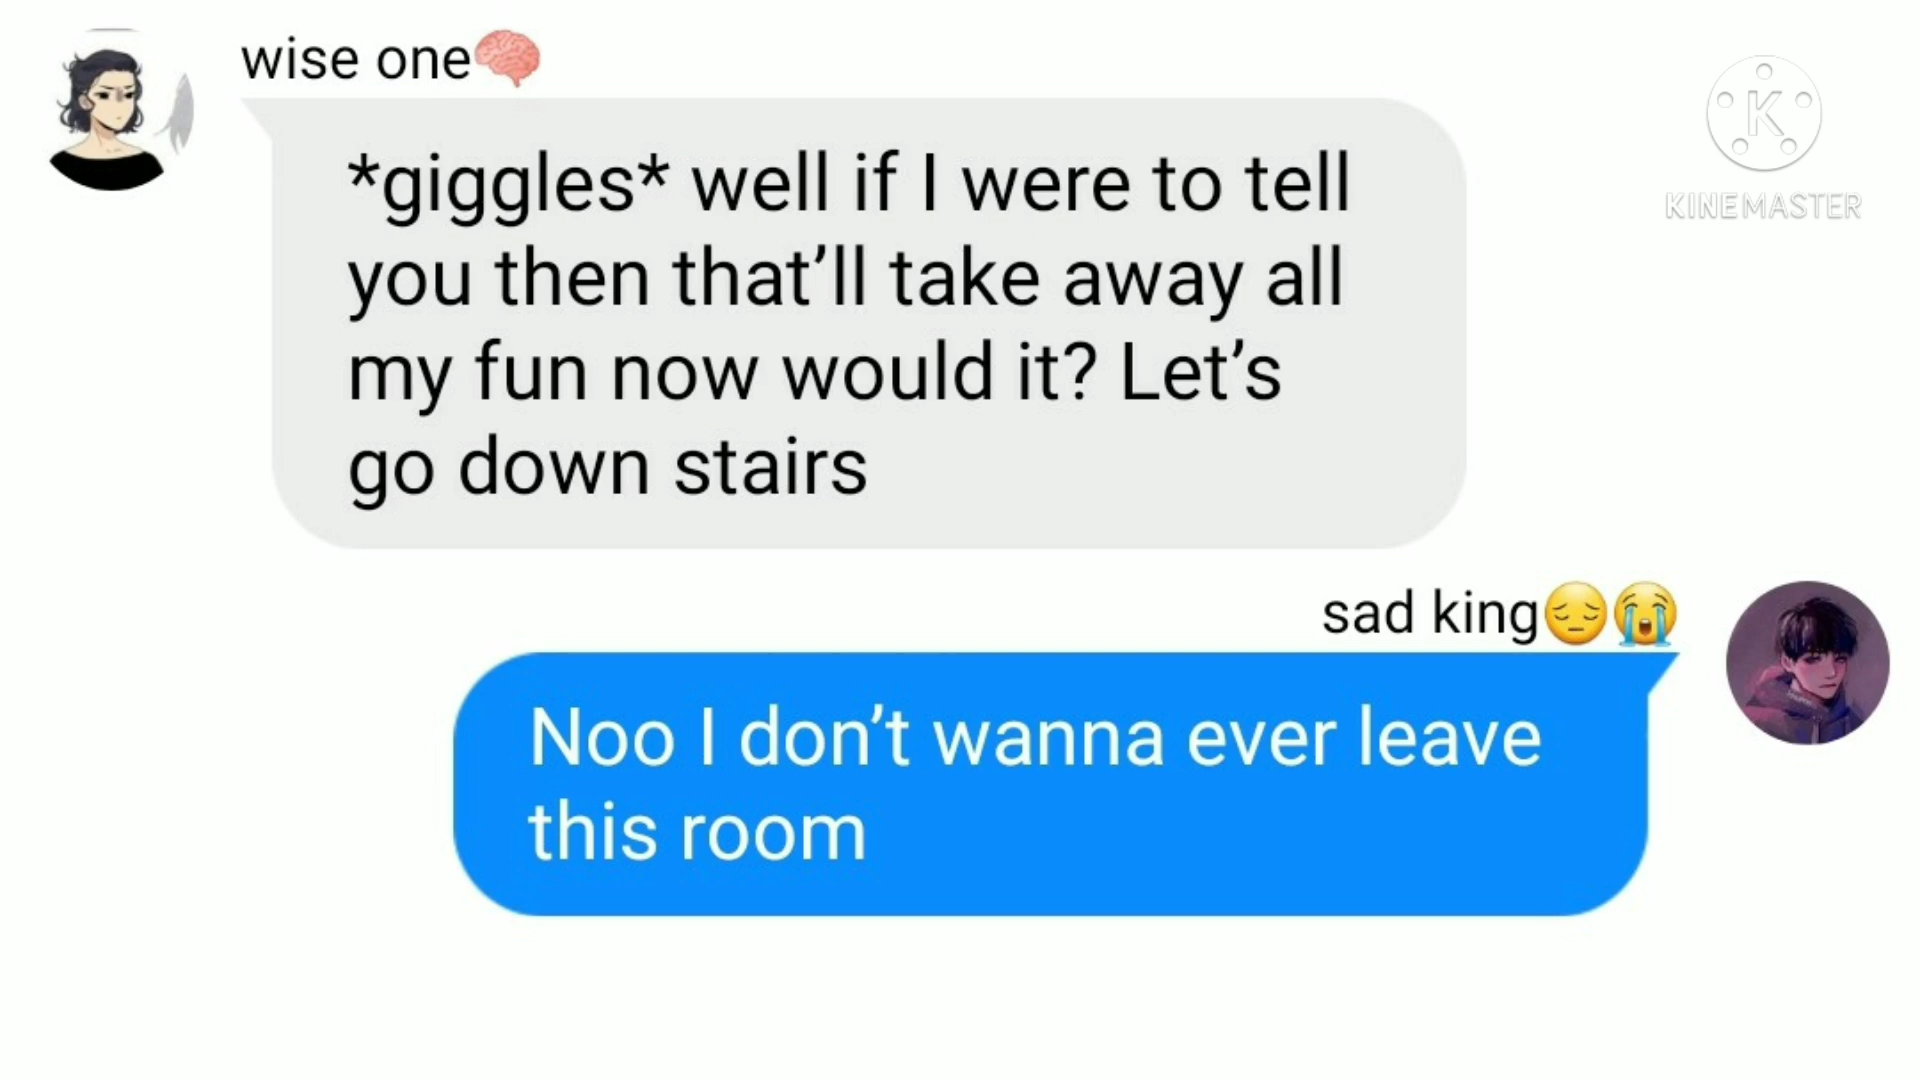 wise one🧠
K
KINEMASTER
*giggles* well if I were to tell
you then that’ll take away all
my fun now would it? Let’s
go down stairs
sad king😔😭
Noo I don’t wanna ever leave
this room